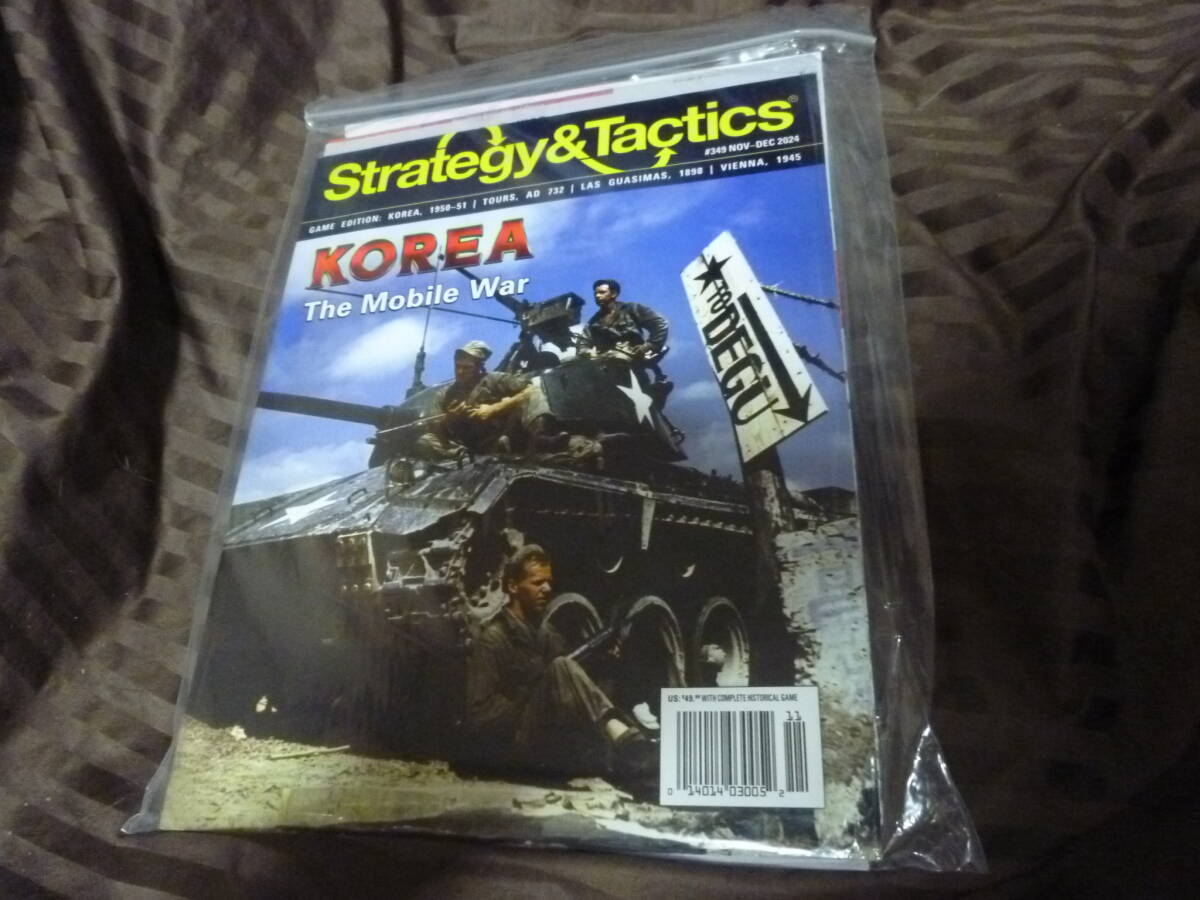 Strategy&Tactics®
#349 NOV–DEC 2024
GAME EDITION: KOREA, 1950–51 | TOURS, AD 732 | LAS GUASIMAS, 1898 | VIENNA, 1945
KOREA
The Mobile War
TO
DEGU
US: $49.99 WITH COMPLETE HISTORICAL GAME
11
0 14014 03005 2